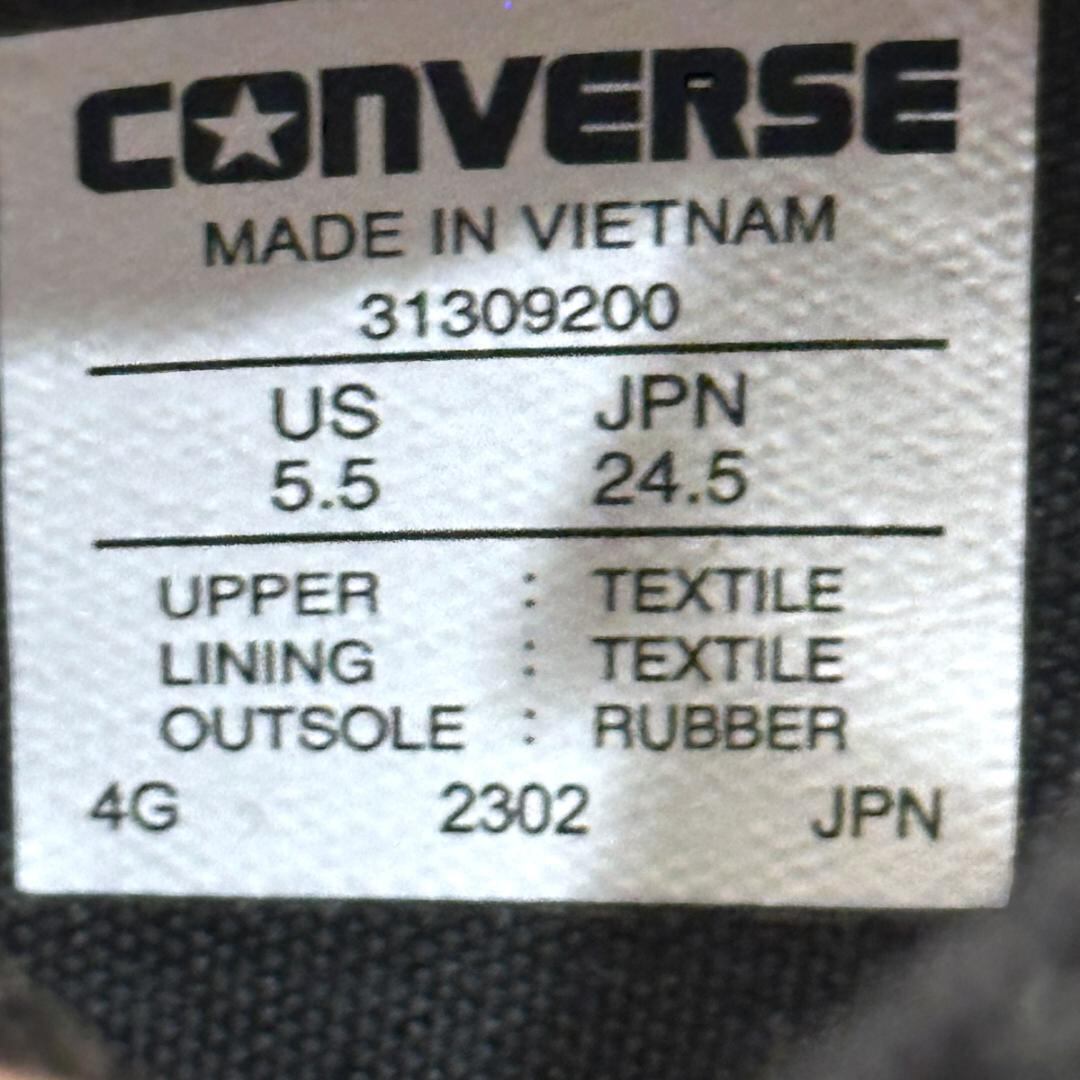 CONVERSE
MADE IN VIETNAM
31309200
US JPN
5.5 24.5
UPPER : TEXTILE
LINING : TEXTILE
OUTSOLE : RUBBER
4G 2302 JPN